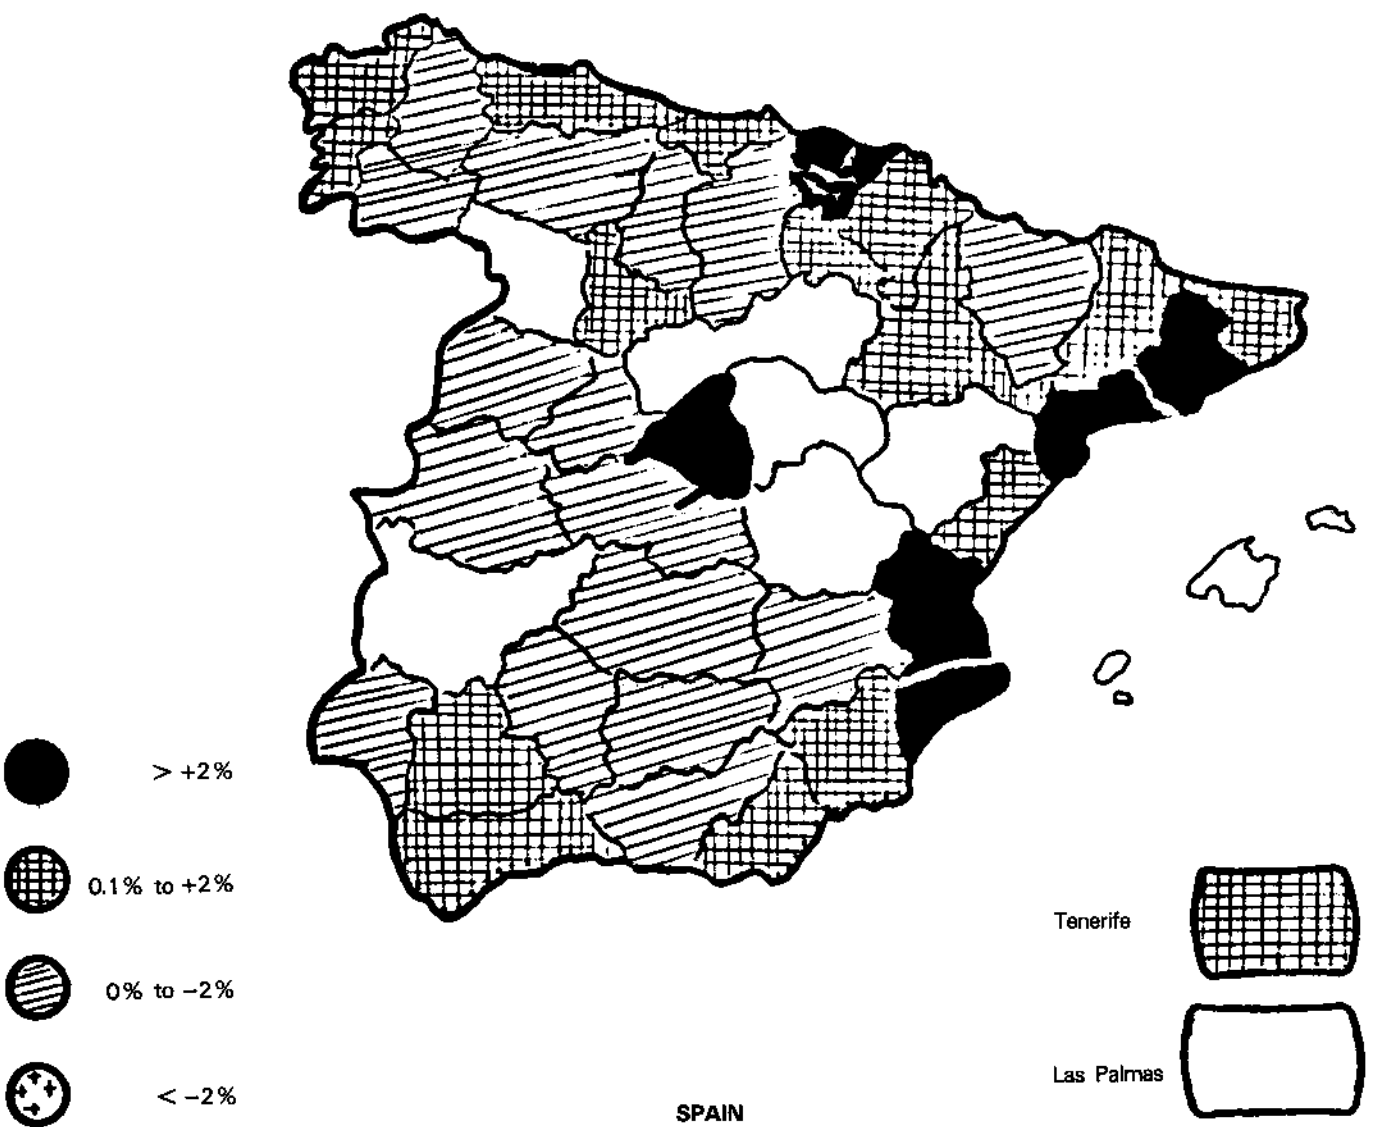 > +2%
0.1% to +2%
0% to −2%
< −2%
Tenerife
Las Palmas
SPAIN